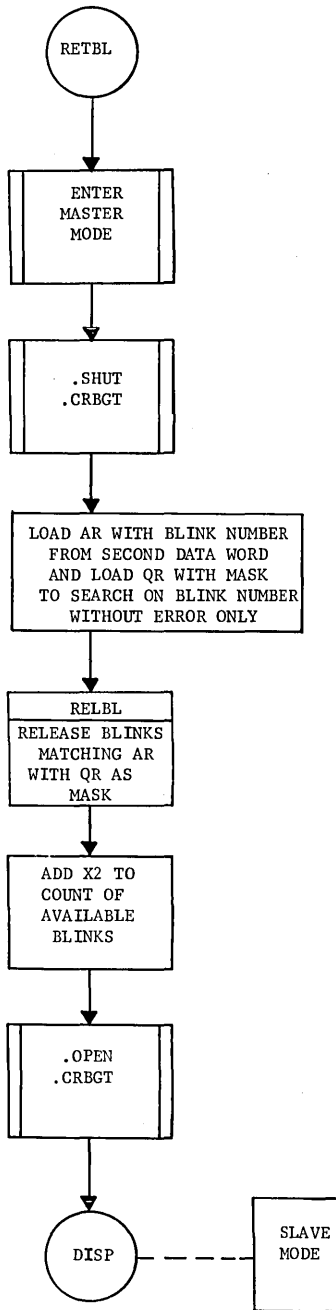 RETBL
ENTER
MASTER
MODE
.SHUT
.CRBGT
LOAD AR WITH BLINK NUMBER
FROM SECOND DATA WORD
AND LOAD QR WITH MASK
TO SEARCH ON BLINK NUMBER
WITHOUT ERROR ONLY
RELBL
RELEASE BLINKS
MATCHING AR
WITH QR AS
MASK
ADD X2 TO
COUNT OF
AVAILABLE
BLINKS
.OPEN
.CRBGT
DISP
SLAVE
MODE